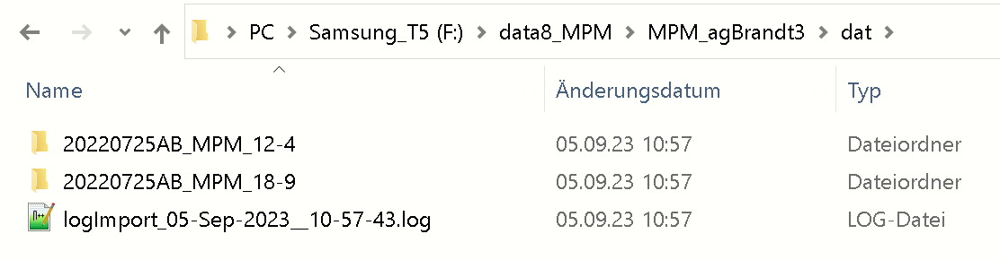 PC > Samsung_T5 (F:) > data8_MPM > MPM_agBrandt3 > dat >
Name Änderungsdatum Typ
20220725AB_MPM_12-4 05.09.23 10:57 Dateiordner
20220725AB_MPM_18-9 05.09.23 10:57 Dateiordner
logImport_05-Sep-2023__10-57-43.log 05.09.23 10:57 LOG-Datei